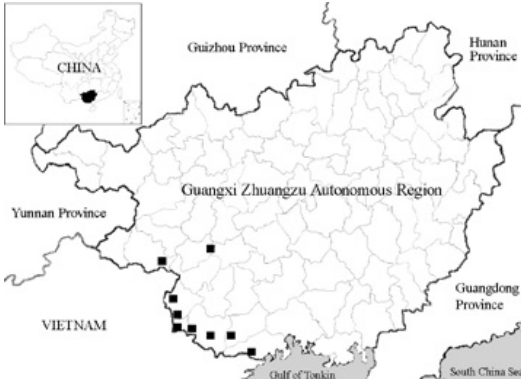 Guizhou Province
Hunan
Province
CHINA
Guangxi Zhuangzu Autonomous Region
Yunnan Province
Guangdong
Province
VIETNAM
Gulf of Tonkin
South China Sea